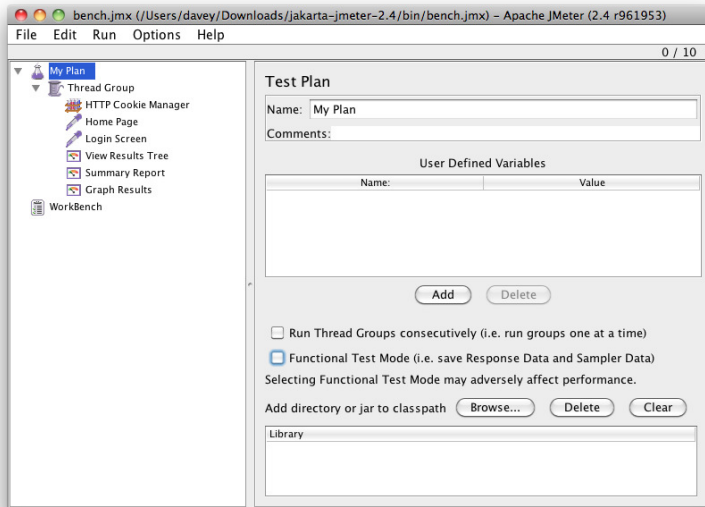 bench.jmx (/Users/davey/Downloads/jakarta-jmeter-2.4/bin/bench.jmx) – Apache JMeter (2.4 r961953)
File Edit Run Options Help
0 / 10
My Plan
Thread Group
HTTP Cookie Manager
Home Page
Login Screen
View Results Tree
Summary Report
Graph Results
WorkBench
Test Plan
Name: My Plan
Comments:
User Defined Variables
Name: Value
Add Delete
Run Thread Groups consecutively (i.e. run groups one at a time)
Functional Test Mode (i.e. save Response Data and Sampler Data)
Selecting Functional Test Mode may adversely affect performance.
Add directory or jar to classpath Browse... Delete Clear
Library